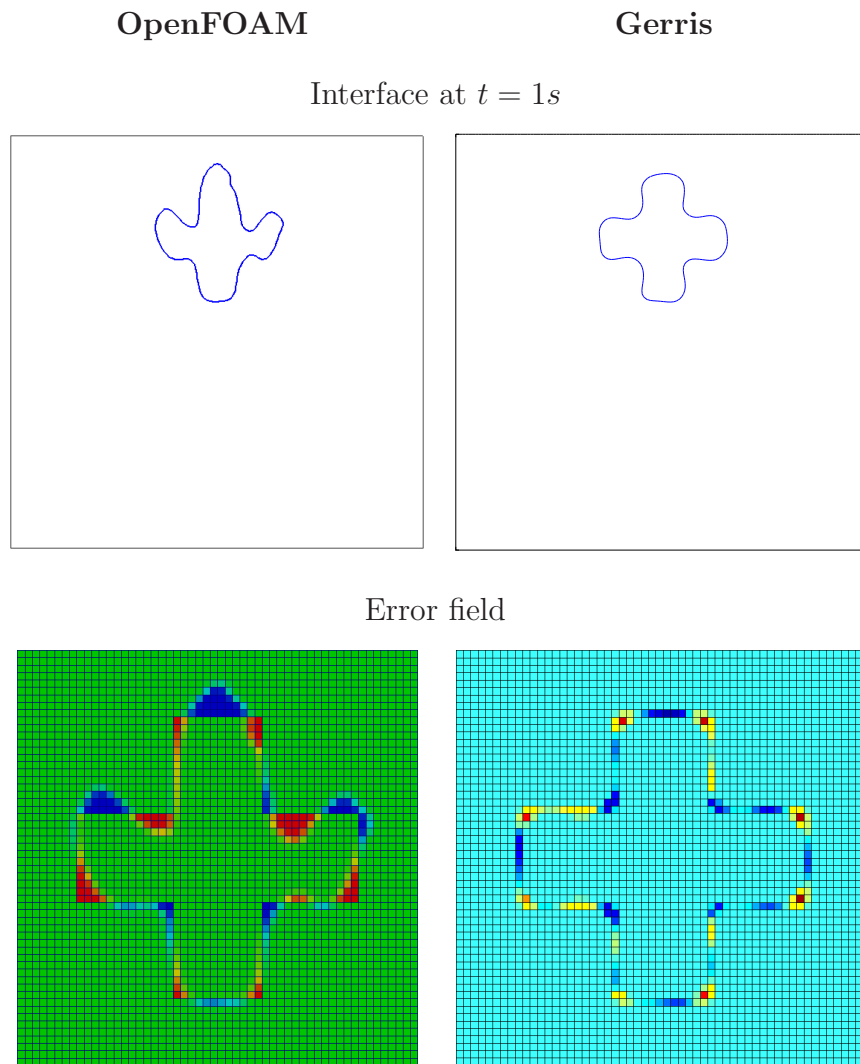 OpenFOAM Gerris
Interface at t = 1s
Error field